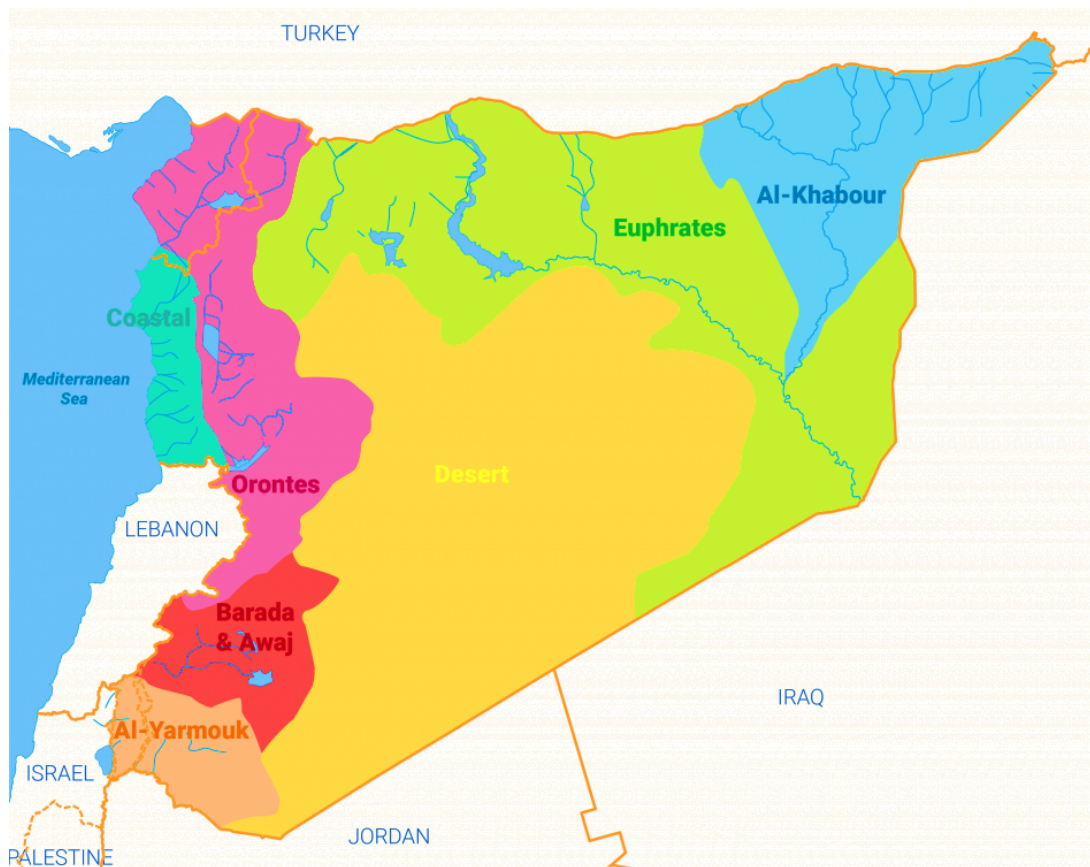 TURKEY
Al-Khabour
Euphrates
Coastal
Mediterranean
Sea
Desert
Orontes
LEBANON
Barada
& Awaj
IRAQ
Al-Yarmouk
ISRAEL
JORDAN
PALESTINE